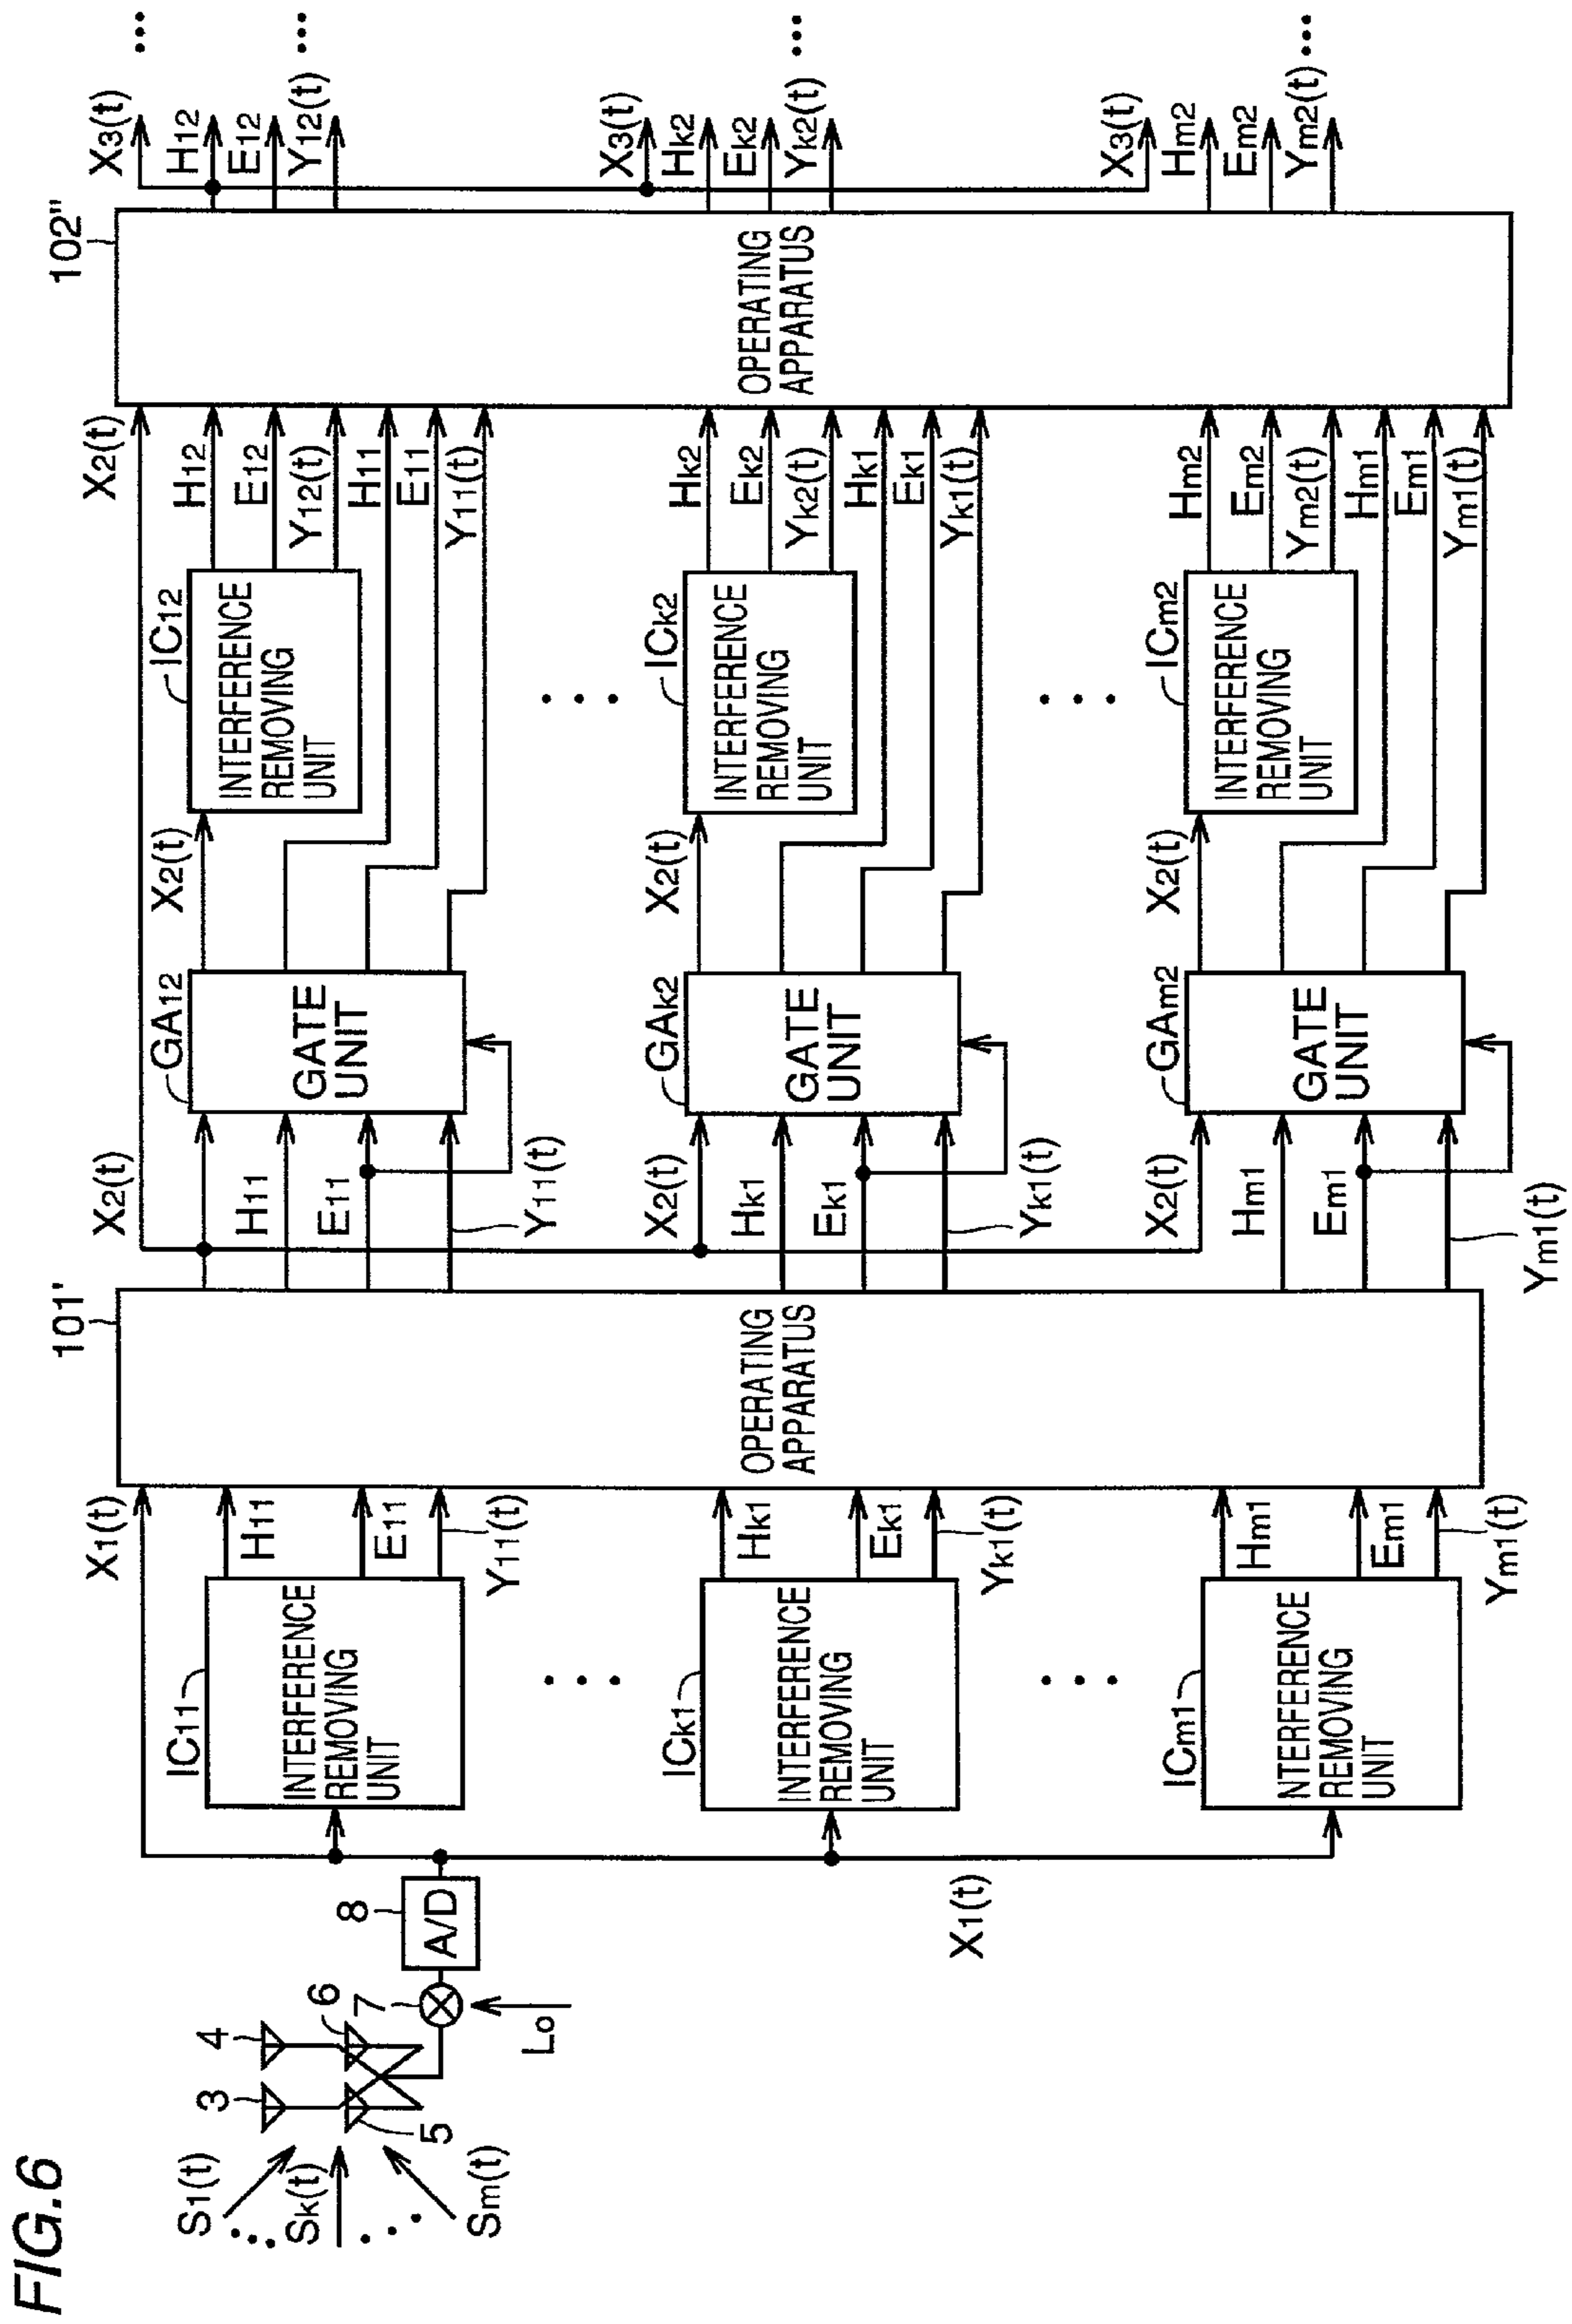 FIG.6
S1(t)
Sk(t)
Sm(t)
3
4
5
6
7
Lo
8
A/D
X1(t)
X1(t)
IC11
INTERFERENCE
REMOVING
UNIT
H11
E11
Y11(t)
ICk1
INTERFERENCE
REMOVING
UNIT
Hk1
Ek1
Yk1(t)
ICm1
NTERFERENCE
REMOVING
UNIT
Hm1
Em1
Ym1(t)
101'
OPERATING
APPARATUS
X2(t)
H11
E11
Y11(t)
X2(t)
Hk1
Ek1
Yk1(t)
X2(t)
Hm1
Em1
Ym1(t)
GA12
GATE
UNIT
X2(t)
GAk2
GATE
UNIT
X2(t)
GAm2
GATE
UNIT
X2(t)
IC12
INTERFERENCE
REMOVING
UNIT
ICk2
INTERFERENCE
REMOVING
UNIT
ICm2
INTERFERENCE
REMOVING
UNIT
X2(t)
H12
E12
Y12(t)
H11
E11
Y11(t)
Hk2
Ek2
Yk2(t)
Hk1
Ek1
Yk1(t)
Hm2
Em2
Ym2(t)
Hm1
Em1
Ym1(t)
102"
OPERATING
APPARATUS
X3(t)
H12
E12
Y12(t)
X3(t)
Hk2
Ek2
Yk2(t)
X3(t)
Hm2
Em2
Ym2(t)